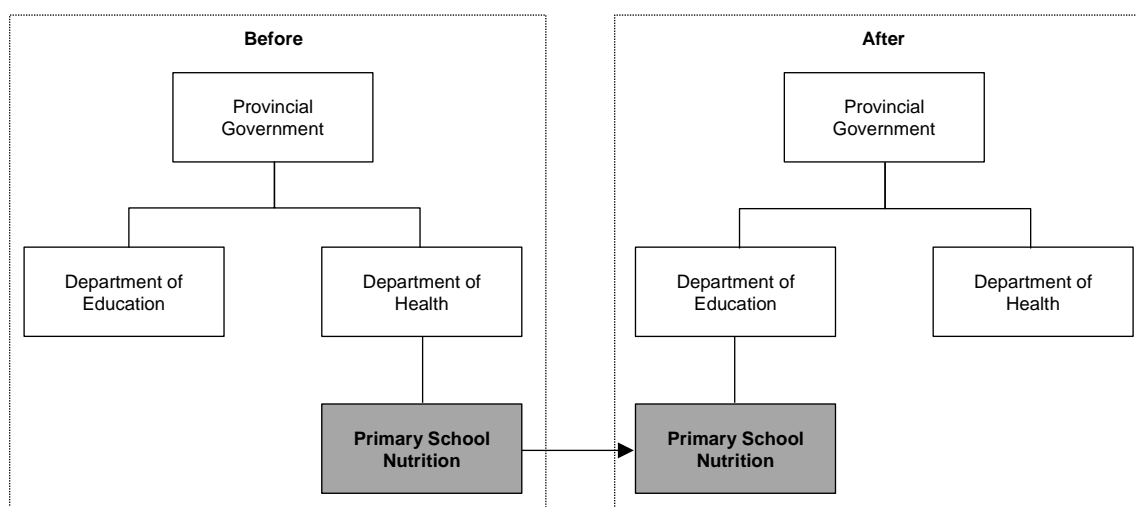 Before
Provincial
Government
Department of
Education
Department of
Health
Primary School
Nutrition
After
Provincial
Government
Department of
Education
Department of
Health
Primary School
Nutrition